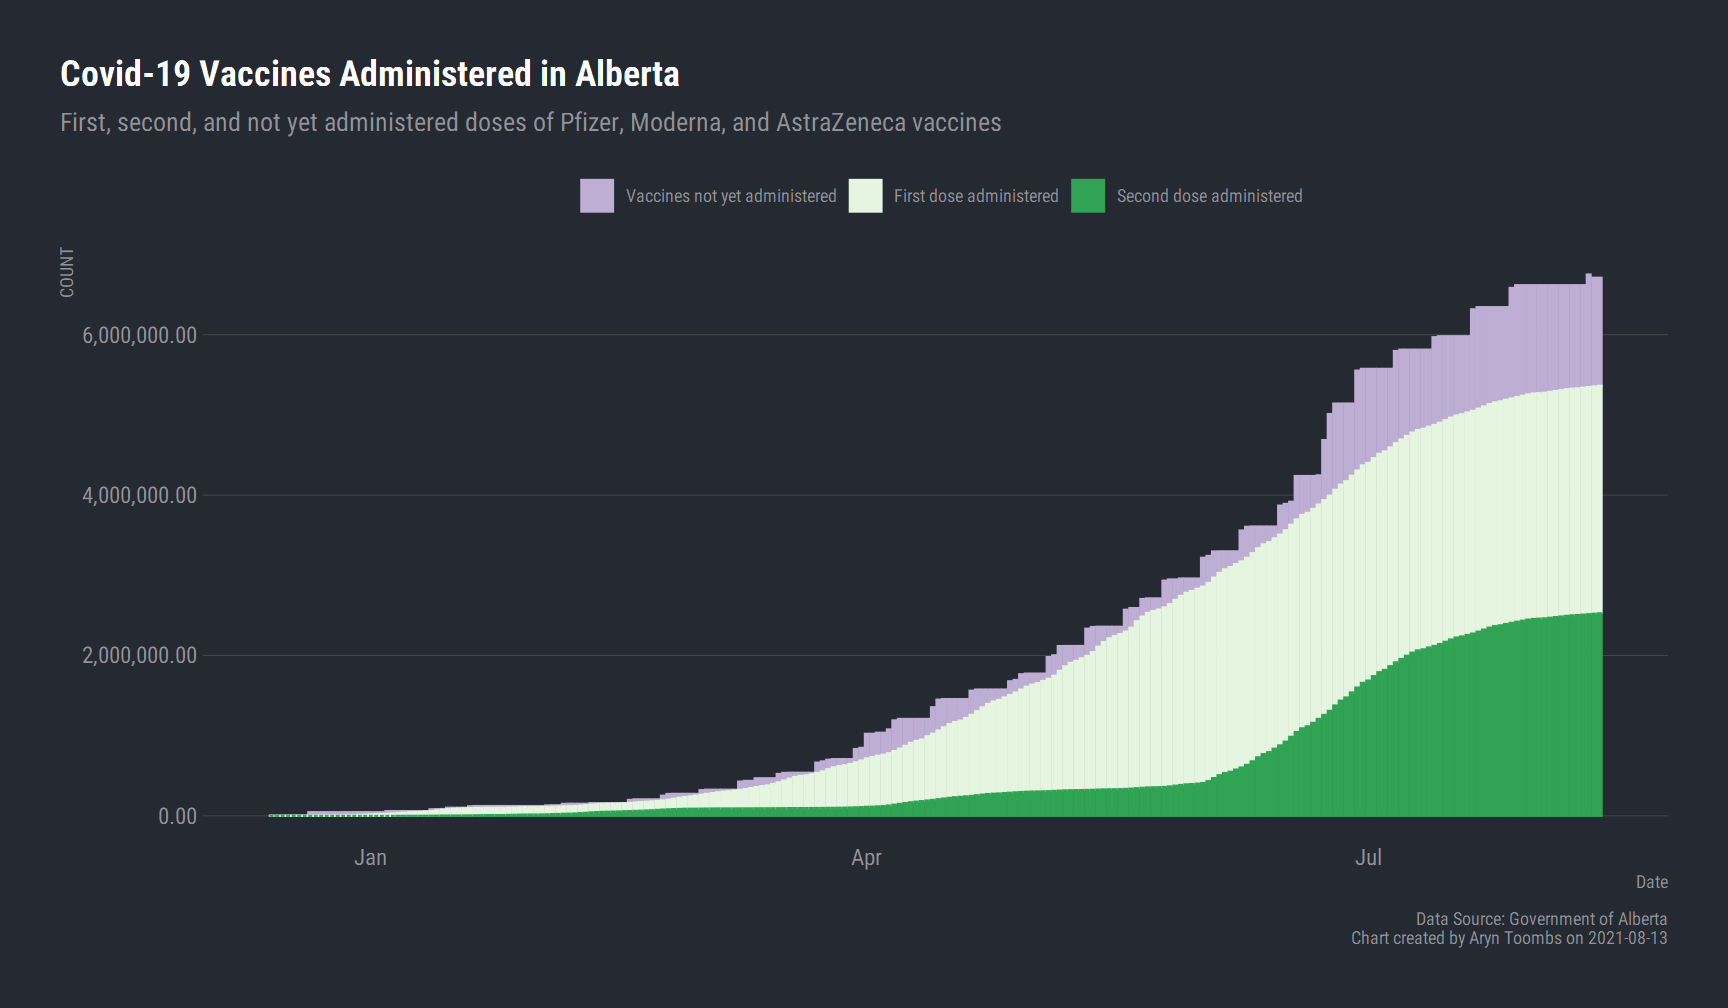 Covid-19 Vaccines Administered in Alberta
First, second, and not yet administered doses of Pfizer, Moderna, and AstraZeneca vaccines
Vaccines not yet administered
First dose administered
Second dose administered
COUNT
6,000,000.00
4,000,000.00
2,000,000.00
0.00
Jan
Apr
Jul
Date
Data Source: Government of Alberta
Chart created by Aryn Toombs on 2021-08-13